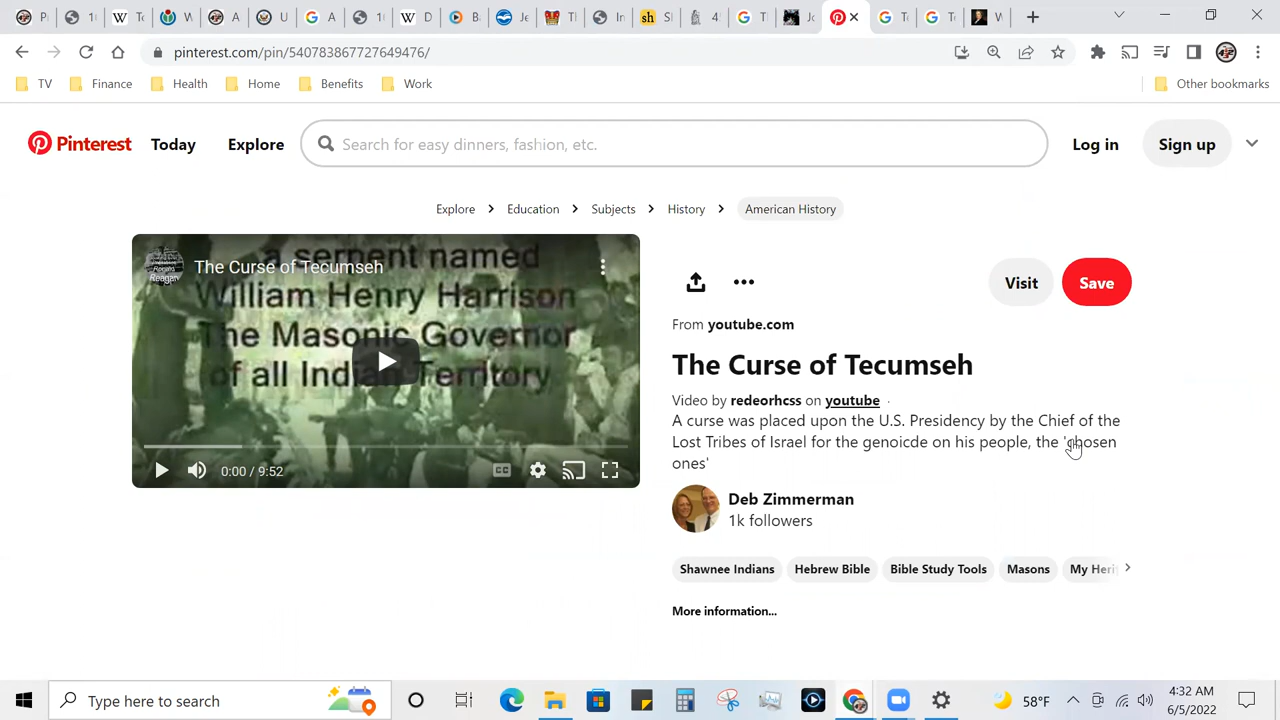 pinterest.com/pin/540783867727649476/
TV
Finance
Health
Home
Benefits
Work
Other bookmarks
Pinterest
Today
Explore
Search for easy dinners, fashion, etc.
Log in
Sign up
Explore
Education
Subjects
History
American History
a serpent named
The Curse of Tecumseh
Ronald
Reagan
William Henry Harrison
The Masonic Governor
of all Indian Territory
0:00 / 9:52
CC
Visit
Save
From youtube.com
The Curse of Tecumseh
Video by redeorhcss on youtube ·
A curse was placed upon the U.S. Presidency by the Chief of the
Lost Tribes of Israel for the genoicde on his people, the 'chosen
ones'
Deb Zimmerman
1k followers
Shawnee Indians
Hebrew Bible
Bible Study Tools
Masons
My Heri
More information...
Type here to search
58°F
4:32 AM
6/5/2022